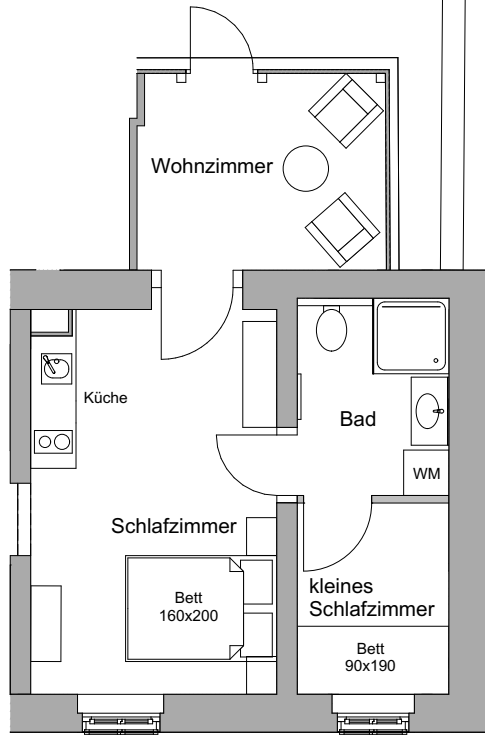 Wohnzimmer
Küche
Bad
WM
Schlafzimmer
Bett
160x200
kleines
Schlafzimmer
Bett
90x190